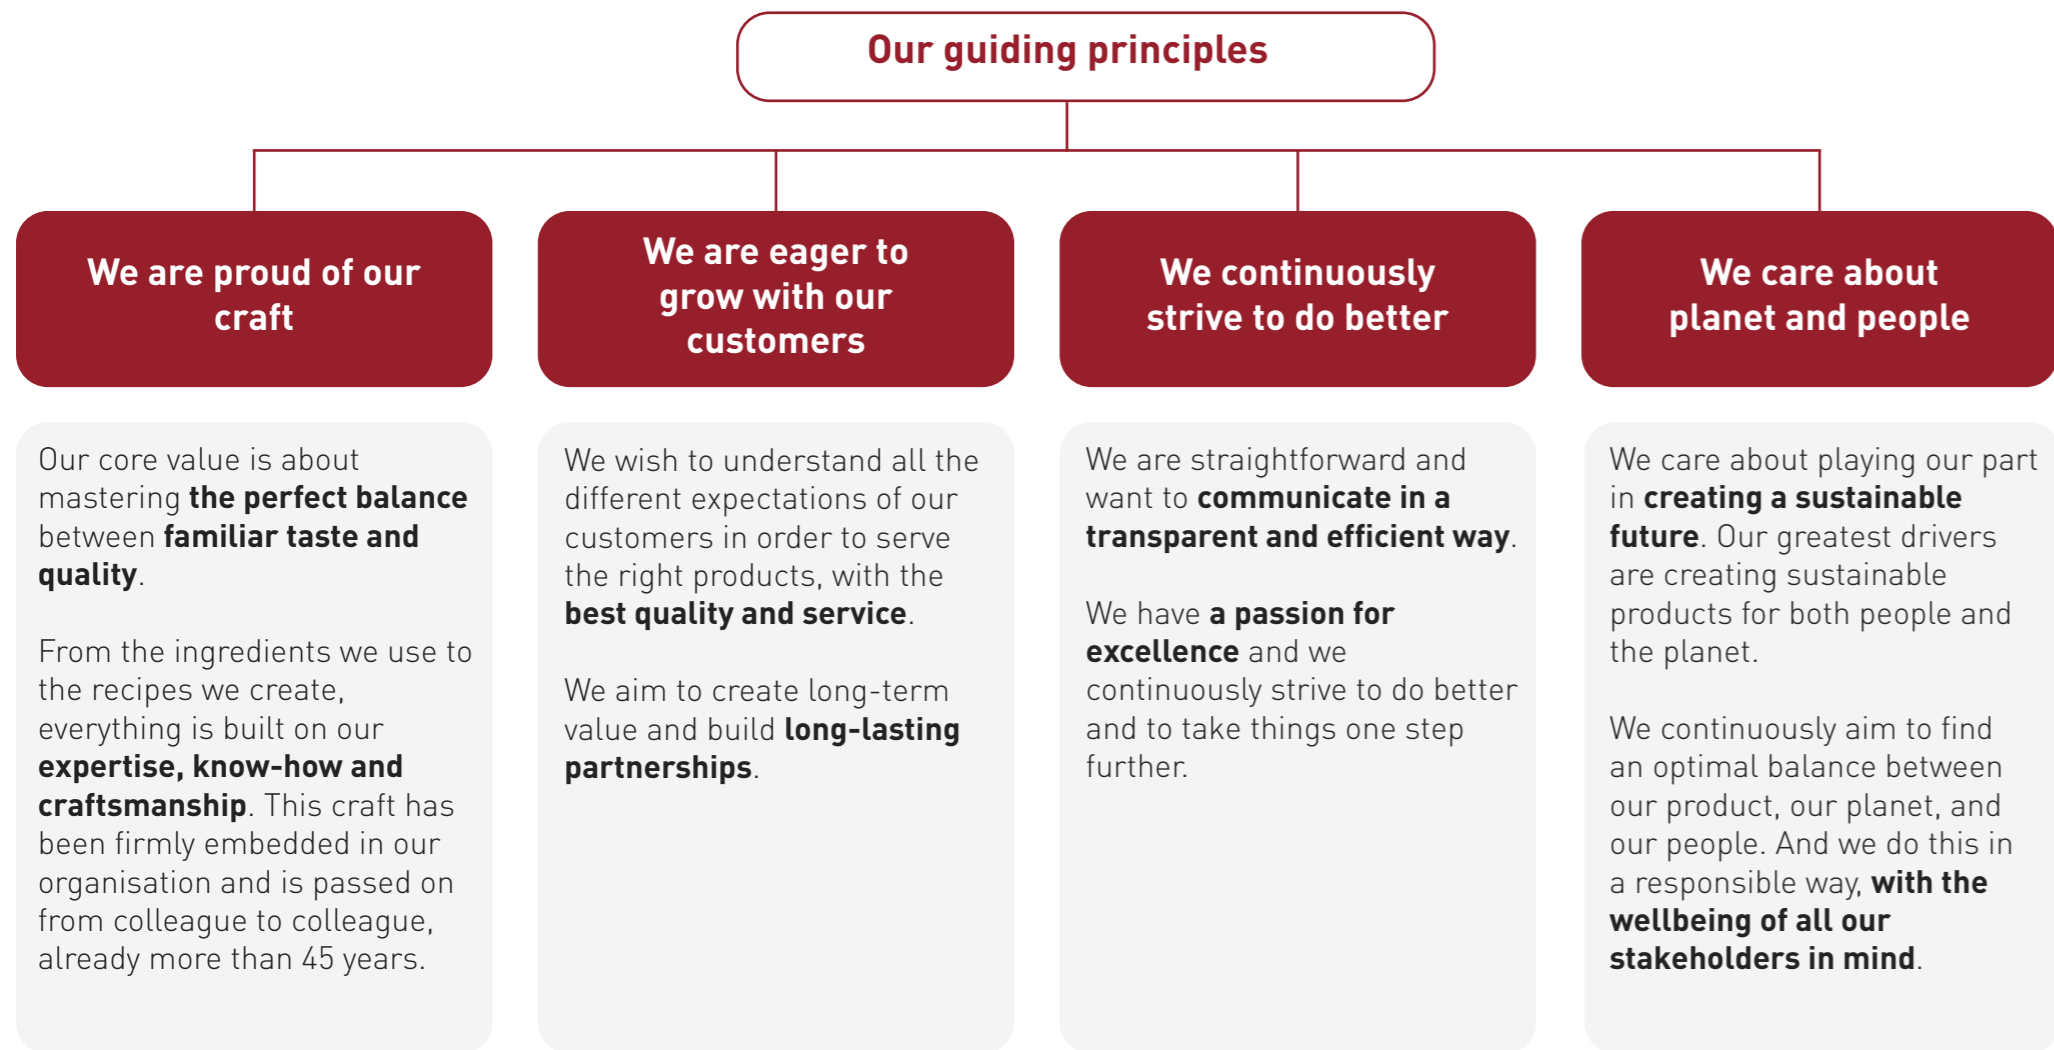 Our guiding principles
We are proud of our
craft
We are eager to
grow with our
customers
We continuously
strive to do better
We care about
planet and people
Our core value is about
mastering the perfect balance
between familiar taste and
quality.
From the ingredients we use to
the recipes we create,
everything is built on our
expertise, know-how and
craftsmanship. This craft has
been firmly embedded in our
organisation and is passed on
from colleague to colleague,
already more than 45 years.
We wish to understand all the
different expectations of our
customers in order to serve
the right products, with the
best quality and service.
We aim to create long-term
value and build long-lasting
partnerships.
We are straightforward and
want to communicate in a
transparent and efficient way.
We have a passion for
excellence and we
continuously strive to do better
and to take things one step
further.
We care about playing our part
in creating a sustainable
future. Our greatest drivers
are creating sustainable
products for both people and
the planet.
We continuously aim to find
an optimal balance between
our product, our planet, and
our people. And we do this in
a responsible way, with the
wellbeing of all our
stakeholders in mind.